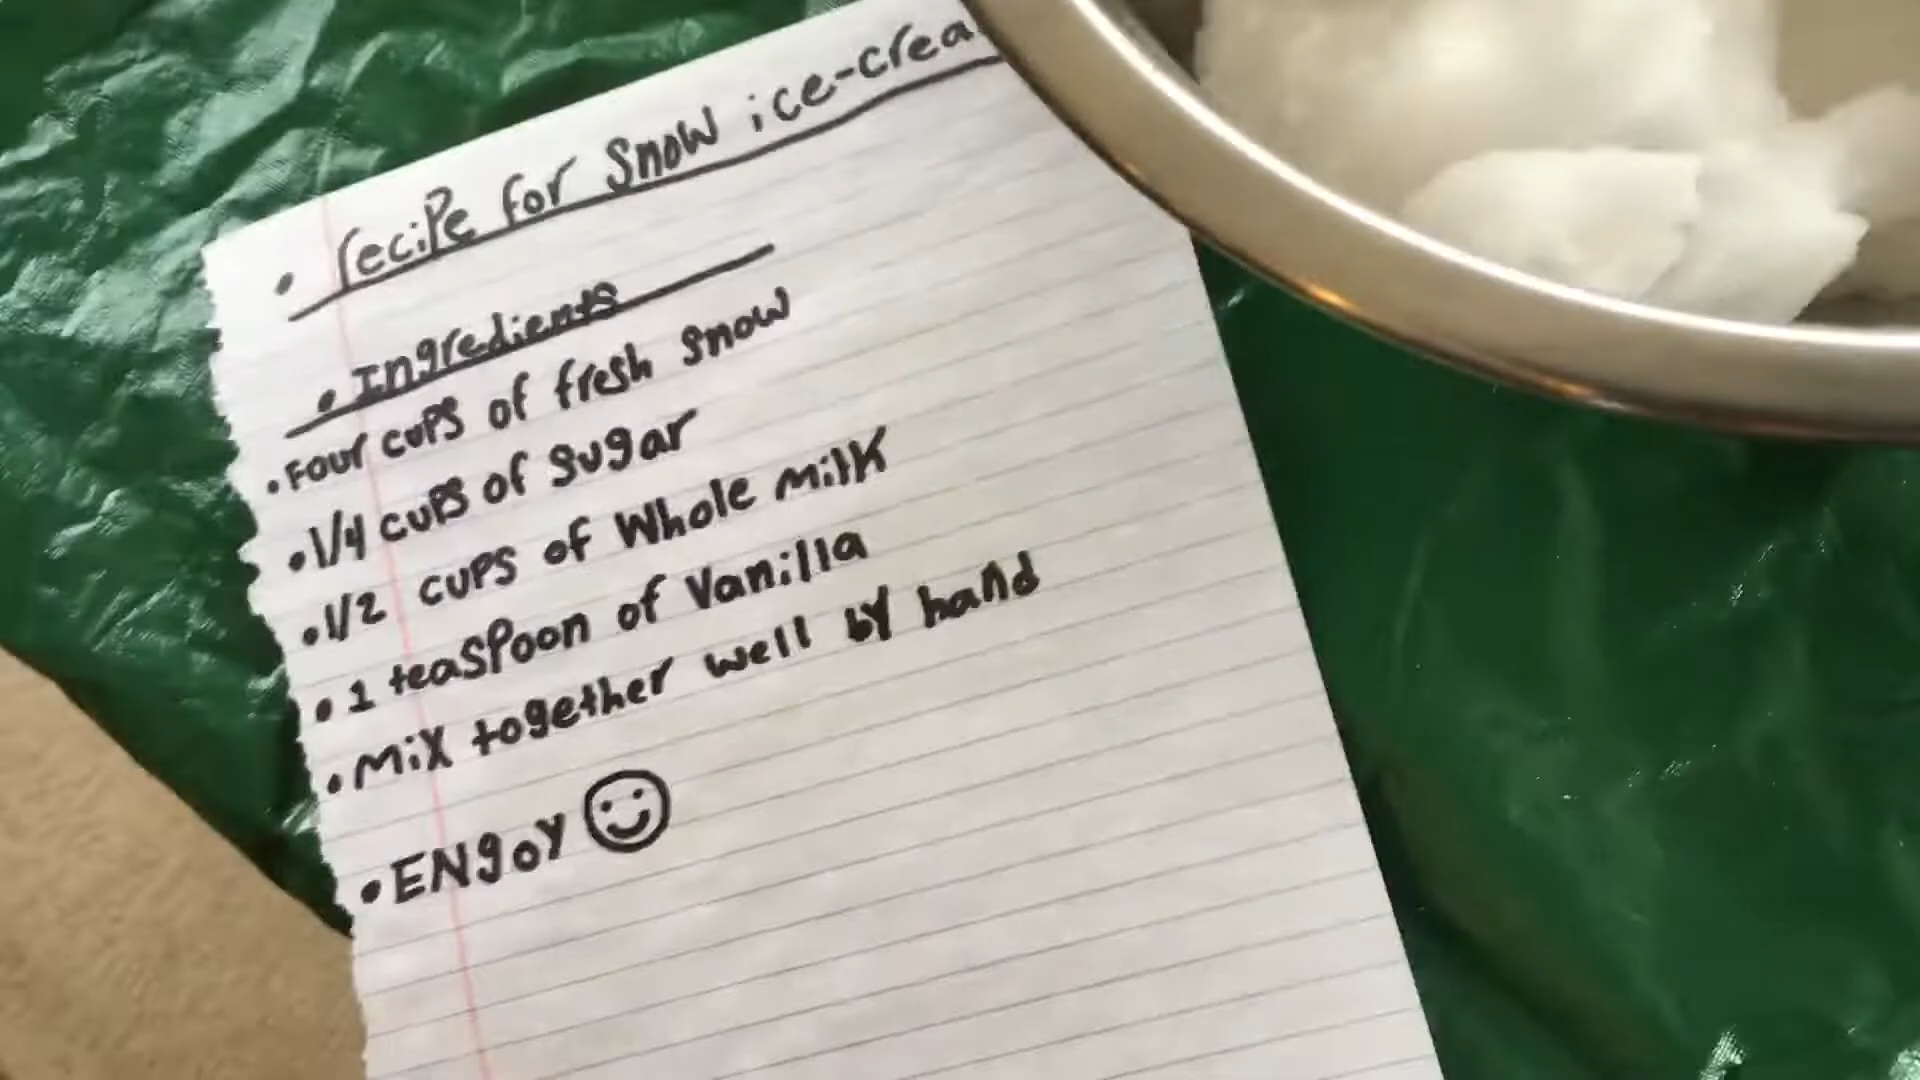 • recipe for Snow ice-crea
• Ingredients
• Four cups of fresh snow
• 1/4 cups of sugar
• 1/2 cups of Whole milk
• 1 teaspoon of Vanilla
• Mix together well by hand
• ENgoy ☺